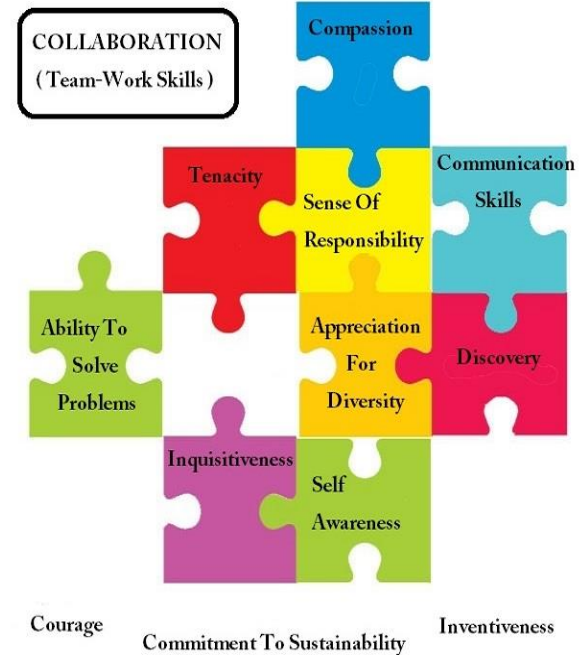 COLLABORATION
( Team-Work Skills )
Compassion
Tenacity
Sense Of
Responsibility
Communication
Skills
Ability To
Solve
Problems
Appreciation
For
Diversity
Discovery
Inquisitiveness
Self
Awareness
Courage
Commitment To Sustainability
Inventiveness